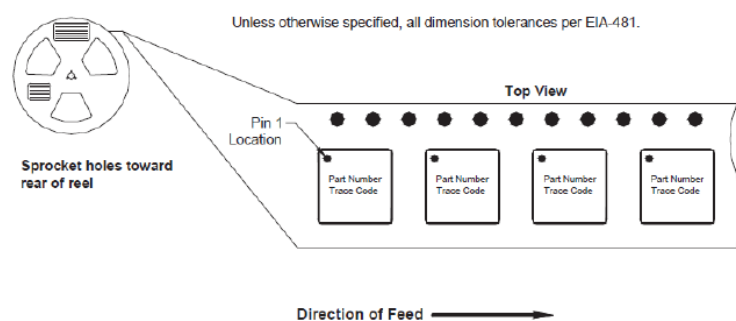 Unless otherwise specified, all dimension tolerances per EIA-481.
Top View
Pin 1
Location
Sprocket holes toward
rear of reel
Part Number
Trace Code
Part Number
Trace Code
Part Number
Trace Code
Part Number
Trace Code
Direction of Feed